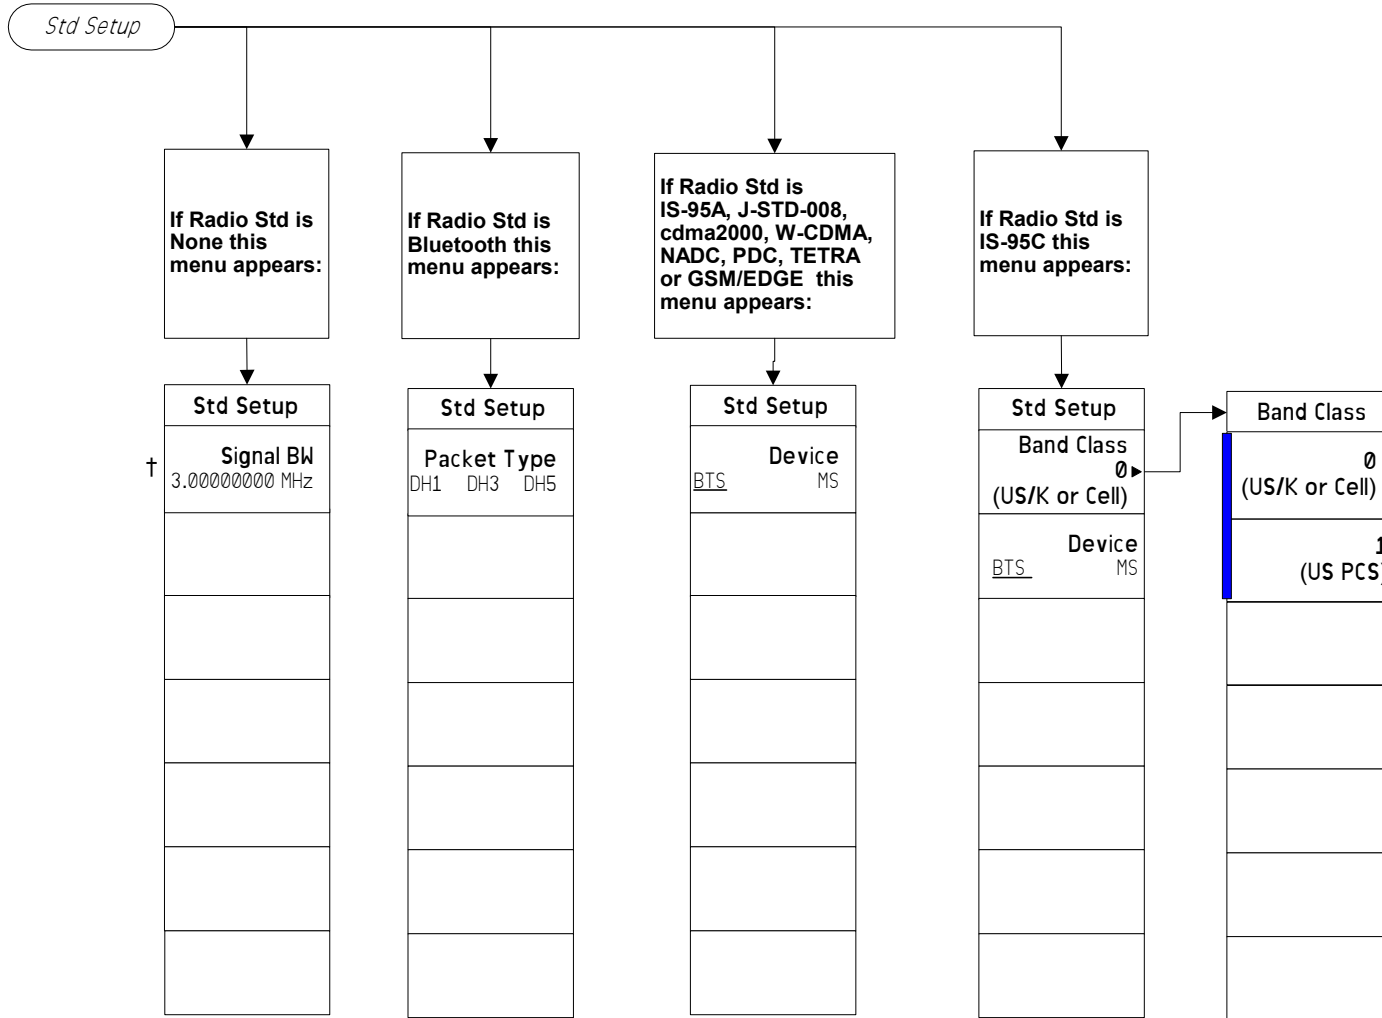 Std Setup
If Radio Std is
None this
menu appears:
If Radio Std is
Bluetooth this
menu appears:
If Radio Std is
IS-95A, J-STD-008,
cdma2000, W-CDMA,
NADC, PDC, TETRA
or GSM/EDGE this
menu appears:
If Radio Std is
IS-95C this
menu appears:
Std Setup
† Signal BW
3.00000000 MHz
Std Setup
Packet Type
DH1 DH3 DH5
Std Setup
Device
BTS MS
Std Setup
Band Class
0
(US/K or Cell)
Device
BTS MS
Band Class
0
(US/K or Cell)
1
(US PCS)